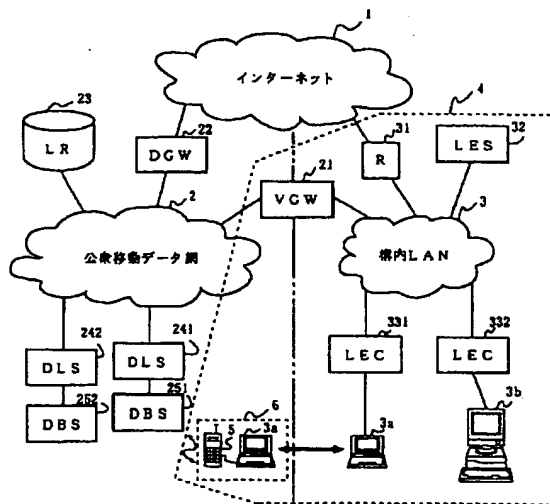 1
インターネット
23
LR
22
DGW
21
VGW
31
R
4
LES
32
2
公衆移動データ網
3
構内LAN
242
DLS
241
DLS
331
LEC
332
LEC
252
DBS
251
DBS
6
5
3a
3a
3b